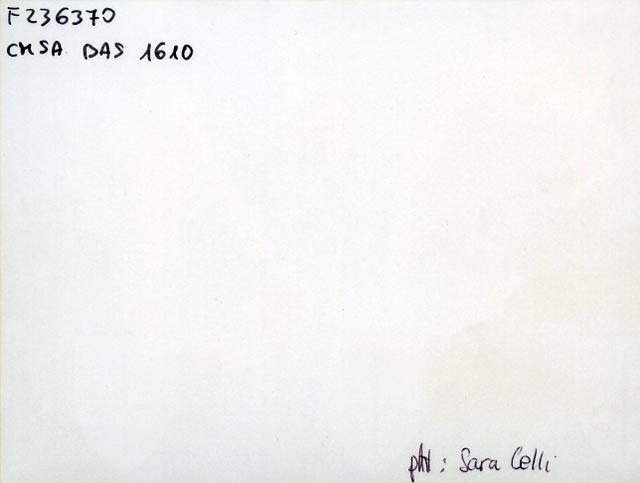 F236370
CMSA DAS 1610
pht: Sara Celli